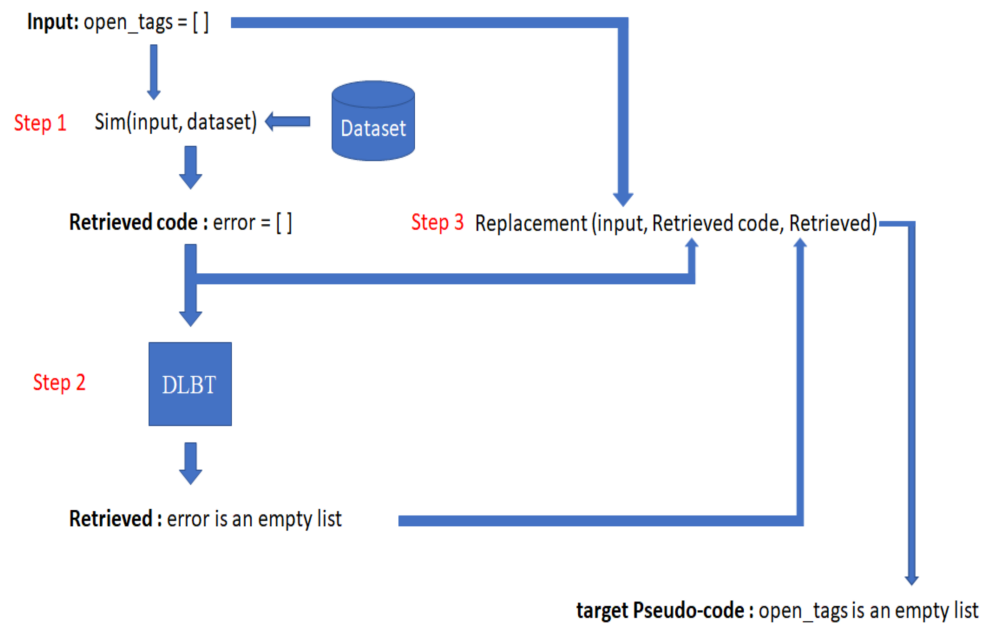 Input: open_tags = [ ]
Step 1 Sim(input, dataset)
Dataset
Retrieved code : error = [ ]
Step 3 Replacement (input, Retrieved code, Retrieved)
Step 2
DLBT
Retrieved : error is an empty list
target Pseudo-code : open_tags is an empty list